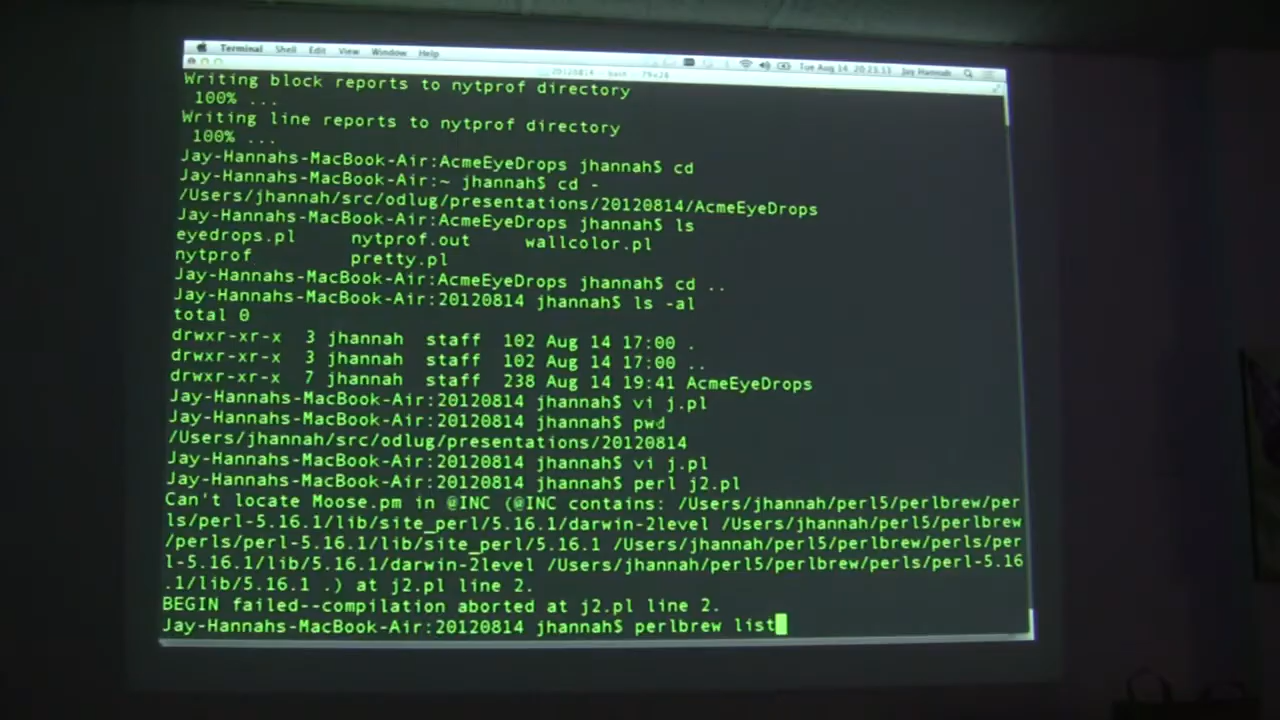 Terminal Shell Edit View Window Help Tue Aug 14 20:23:33 Jay Hannah
20120814 — bash — 79×28
Writing block reports to nytprof directory
100% ...
Writing line reports to nytprof directory
100% ...
Jay-Hannahs-MacBook-Air:AcmeEyeDrops jhannah$ cd
Jay-Hannahs-MacBook-Air:~ jhannah$ cd -
/Users/jhannah/src/odlug/presentations/20120814/AcmeEyeDrops
Jay-Hannahs-MacBook-Air:AcmeEyeDrops jhannah$ ls
eyedrops.pl nytprof.out wallcolor.pl
nytprof pretty.pl
Jay-Hannahs-MacBook-Air:AcmeEyeDrops jhannah$ cd ..
Jay-Hannahs-MacBook-Air:20120814 jhannah$ ls -al
total 0
drwxr-xr-x 3 jhannah staff 102 Aug 14 17:00 .
drwxr-xr-x 3 jhannah staff 102 Aug 14 17:00 ..
drwxr-xr-x 7 jhannah staff 238 Aug 14 19:41 AcmeEyeDrops
Jay-Hannahs-MacBook-Air:20120814 jhannah$ vi j.pl
Jay-Hannahs-MacBook-Air:20120814 jhannah$ pwd
/Users/jhannah/src/odlug/presentations/20120814
Jay-Hannahs-MacBook-Air:20120814 jhannah$ vi j.pl
Jay-Hannahs-MacBook-Air:20120814 jhannah$ perl j2.pl
Can't locate Moose.pm in @INC (@INC contains: /Users/jhannah/perl5/perlbrew/per
ls/perl-5.16.1/lib/site_perl/5.16.1/darwin-2level /Users/jhannah/perl5/perlbrew
/perls/perl-5.16.1/lib/site_perl/5.16.1 /Users/jhannah/perl5/perlbrew/perls/per
l-5.16.1/lib/5.16.1/darwin-2level /Users/jhannah/perl5/perlbrew/perls/perl-5.16
.1/lib/5.16.1 .) at j2.pl line 2.
BEGIN failed--compilation aborted at j2.pl line 2.
Jay-Hannahs-MacBook-Air:20120814 jhannah$ perlbrew list